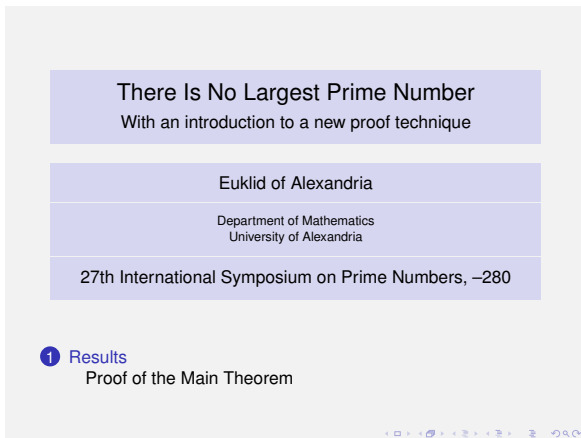 There Is No Largest Prime Number
With an introduction to a new proof technique
Euklid of Alexandria
Department of Mathematics
University of Alexandria
27th International Symposium on Prime Numbers, –280
1 Results
Proof of the Main Theorem